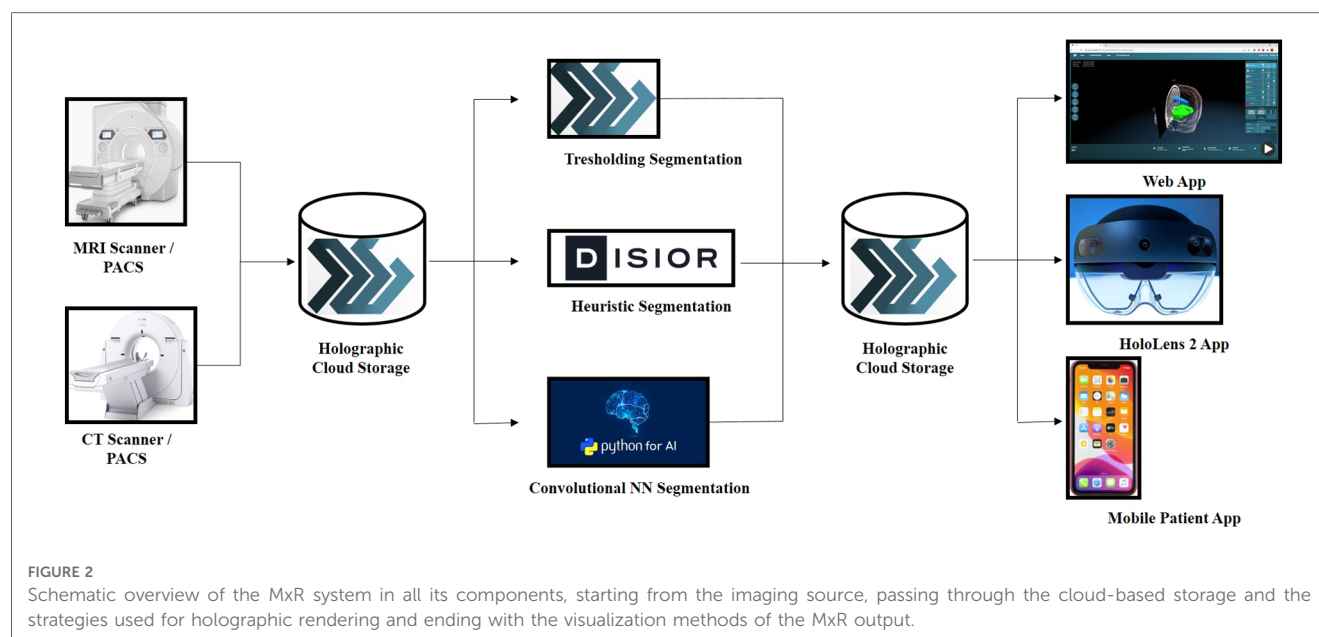 MRI Scanner /
PACS
CT Scanner /
PACS
Holographic
Cloud Storage
Tresholding Segmentation
DISIOR
Heuristic Segmentation
python for AI
Convolutional NN Segmentation
Holographic
Cloud Storage
Web App
HoloLens 2 App
Mobile Patient App
FIGURE 2
Schematic overview of the MxR system in all its components, starting from the imaging source, passing through the cloud-based storage and the
strategies used for holographic rendering and ending with the visualization methods of the MxR output.